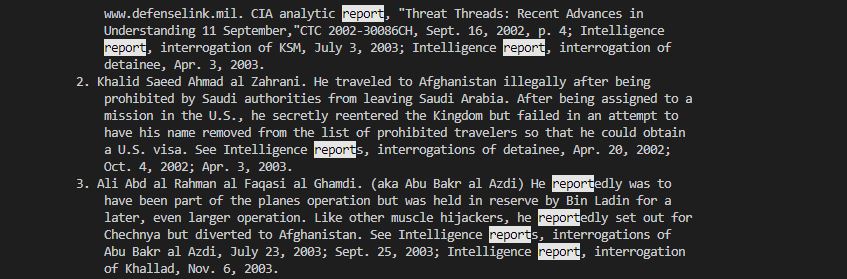 www.defenselink.mil. CIA analytic report, "Threat Threads: Recent Advances in
Understanding 11 September,"CTC 2002-30086CH, Sept. 16, 2002, p. 4; Intelligence
report, interrogation of KSM, July 3, 2003; Intelligence report, interrogation of
detainee, Apr. 3, 2003.
2. Khalid Saeed Ahmad al Zahrani. He traveled to Afghanistan illegally after being
prohibited by Saudi authorities from leaving Saudi Arabia. After being assigned to a
mission in the U.S., he secretly reentered the Kingdom but failed in an attempt to
have his name removed from the list of prohibited travelers so that he could obtain
a U.S. visa. See Intelligence reports, interrogations of detainee, Apr. 20, 2002;
Oct. 4, 2002; Apr. 3, 2003.
3. Ali Abd al Rahman al Faqasi al Ghamdi. (aka Abu Bakr al Azdi) He reportedly was to
have been part of the planes operation but was held in reserve by Bin Ladin for a
later, even larger operation. Like other muscle hijackers, he reportedly set out for
Chechnya but diverted to Afghanistan. See Intelligence reports, interrogations of
Abu Bakr al Azdi, July 23, 2003; Sept. 25, 2003; Intelligence report, interrogation
of Khallad, Nov. 6, 2003.